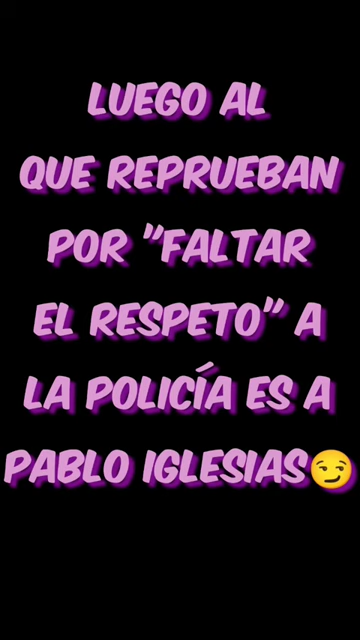 LUEGO AL
QUE REPRUEBAN
POR "FALTAR
EL RESPETO" A
LA POLICÍA ES A
PABLO IGLESIAS😏